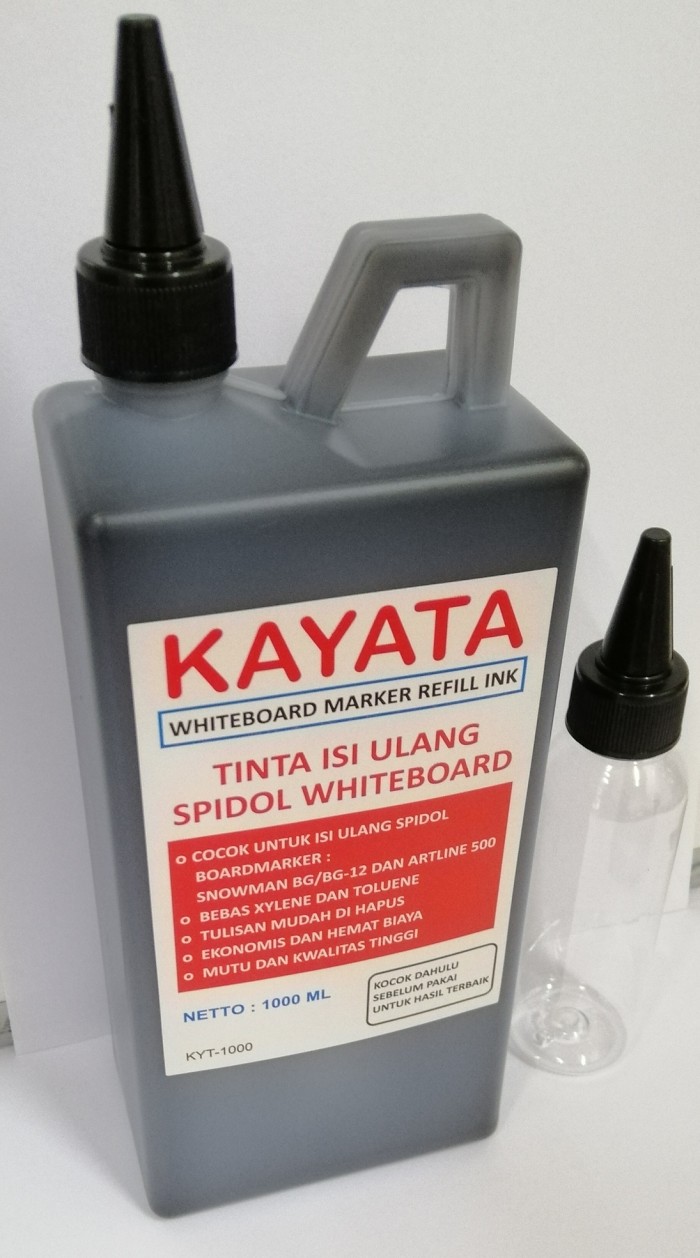 KAYATA
WHITEBOARD MARKER REFILL INK
TINTA ISI ULANG
SPIDOL WHITEBOARD
o COCOK UNTUK ISI ULANG SPIDOL
BOARDMARKER :
SNOWMAN BG/BG-12 DAN ARTLINE 500
o BEBAS XYLENE DAN TOLUENE
o TULISAN MUDAH DI HAPUS
o EKONOMIS DAN HEMAT BIAYA
o MUTU DAN KWALITAS TINGGI
NETTO : 1000 ML
KOCOK DAHULU
SEBELUM PAKAI
UNTUK HASIL TERBAIK
KYT-1000